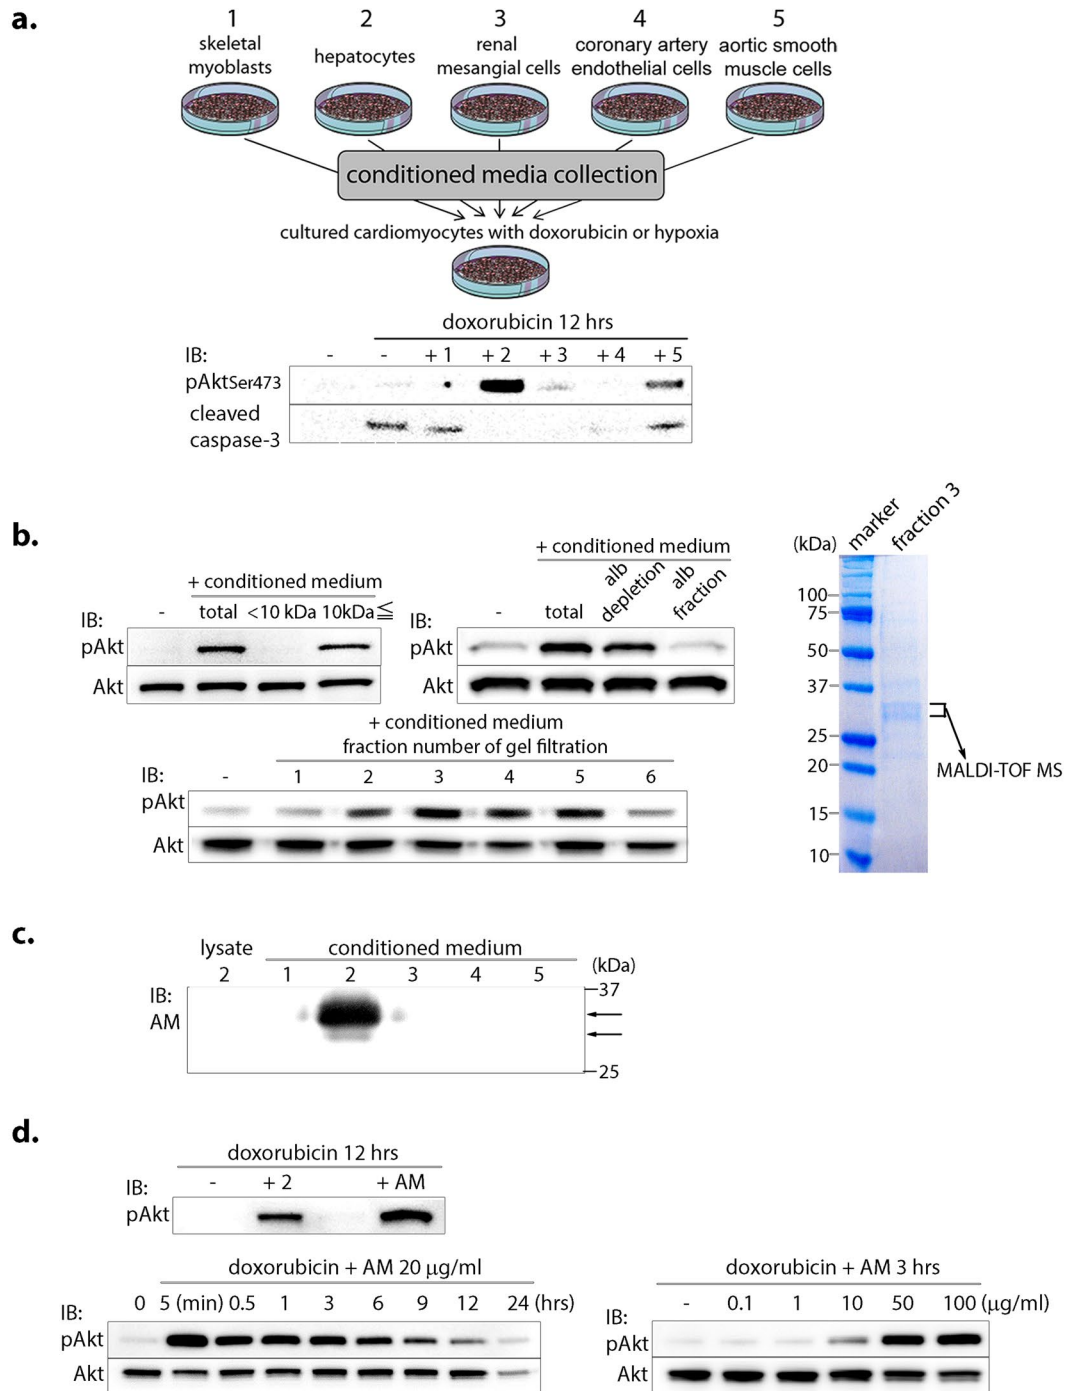 a.
1 2 3 4 5
skeletal myoblasts
hepatocytes
renal mesangial cells
coronary artery endothelial cells
aortic smooth muscle cells
conditioned media collection
cultured cardiomyocytes with doxorubicin or hypoxia
doxorubicin 12 hrs
IB: - - + 1 + 2 + 3 + 4 + 5
pAktSer473
cleaved
caspase-3
b.
+ conditioned medium
IB: - total <10 kDa 10kDa≦
pAkt
Akt
+ conditioned medium
IB: - total alb depletion alb fraction
pAkt
Akt
+ conditioned medium
fraction number of gel filtration
IB: - 1 2 3 4 5 6
pAkt
Akt
(kDa) marker fraction 3
100
75
50
37
25
20
15
10
MALDI-TOF MS
c.
lysate conditioned medium
2 1 2 3 4 5 (kDa)
IB:
AM
37
25
d.
doxorubicin 12 hrs
IB: - + 2 + AM
pAkt
doxorubicin + AM 20 μg/ml
IB: 0 5 (min) 0.5 1 3 6 9 12 24 (hrs)
pAkt
Akt
doxorubicin + AM 3 hrs
IB: - 0.1 1 10 50 100 (μg/ml)
pAkt
Akt